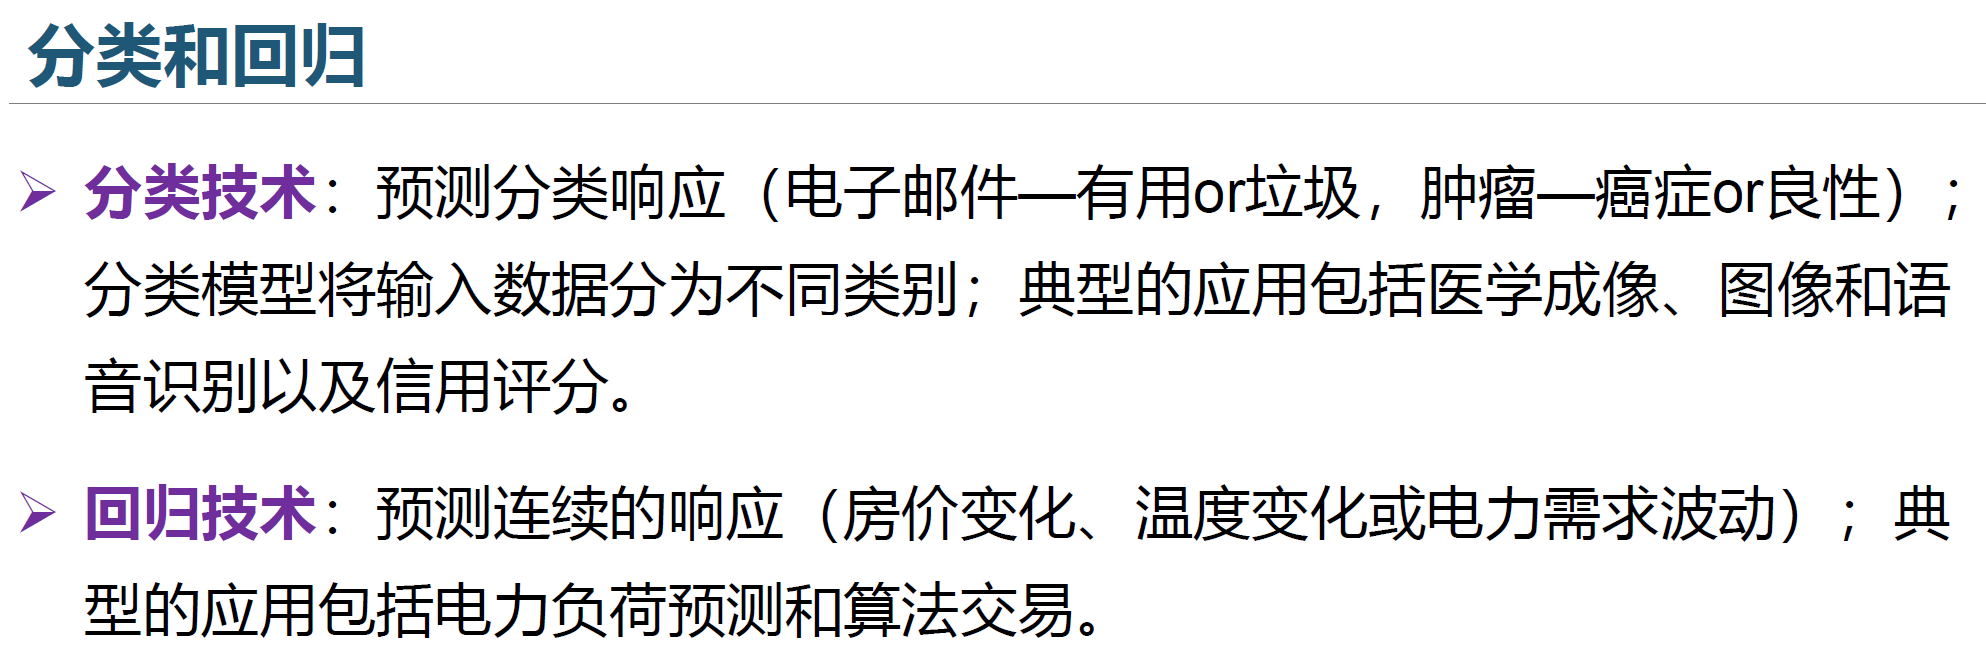 分类和回归
➢ 分类技术：预测分类响应（电子邮件—有用or垃圾，肿瘤—癌症or良性）；
分类模型将输入数据分为不同类别；典型的应用包括医学成像、图像和语
音识别以及信用评分。
➢ 回归技术：预测连续的响应（房价变化、温度变化或电力需求波动）；典
型的应用包括电力负荷预测和算法交易。